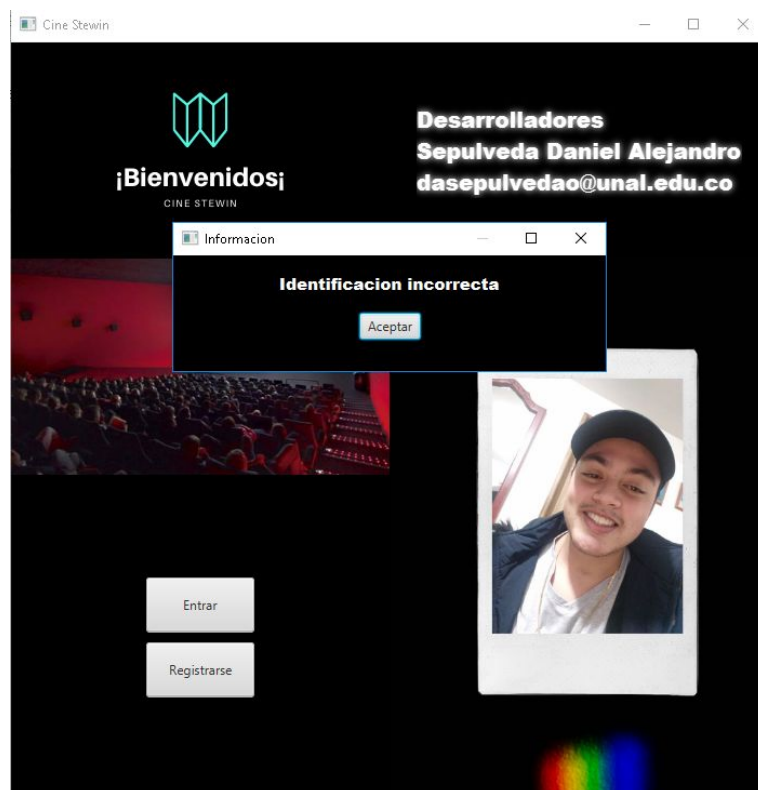 Cine Stewin
¡Bienvenidos¡
CINE STEWIN
Desarrolladores
Sepulveda Daniel Alejandro
dasepulvedao@unal.edu.co
Informacion
Identificacion incorrecta
Aceptar
Entrar
Registrarse